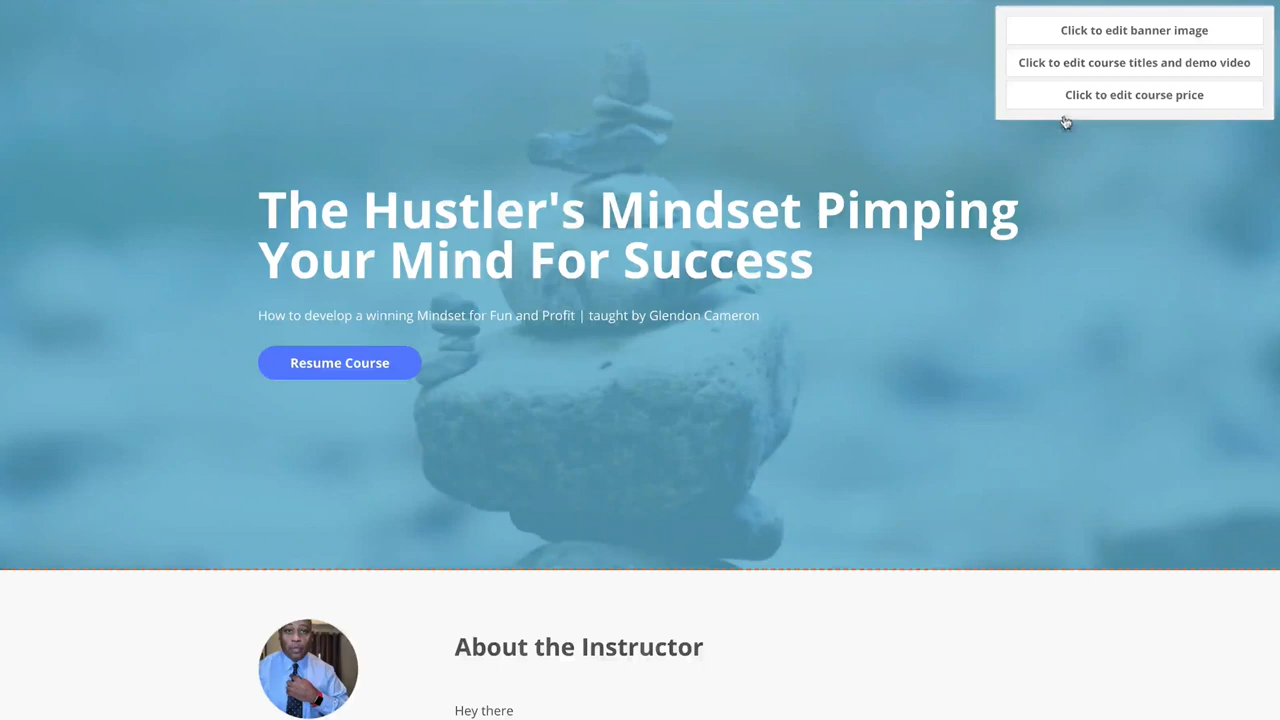 Click to edit banner image
Click to edit course titles and demo video
Click to edit course price
The Hustler's Mindset Pimping
Your Mind For Success
How to develop a winning Mindset for Fun and Profit | taught by Glendon Cameron
Resume Course
About the Instructor
Hey there